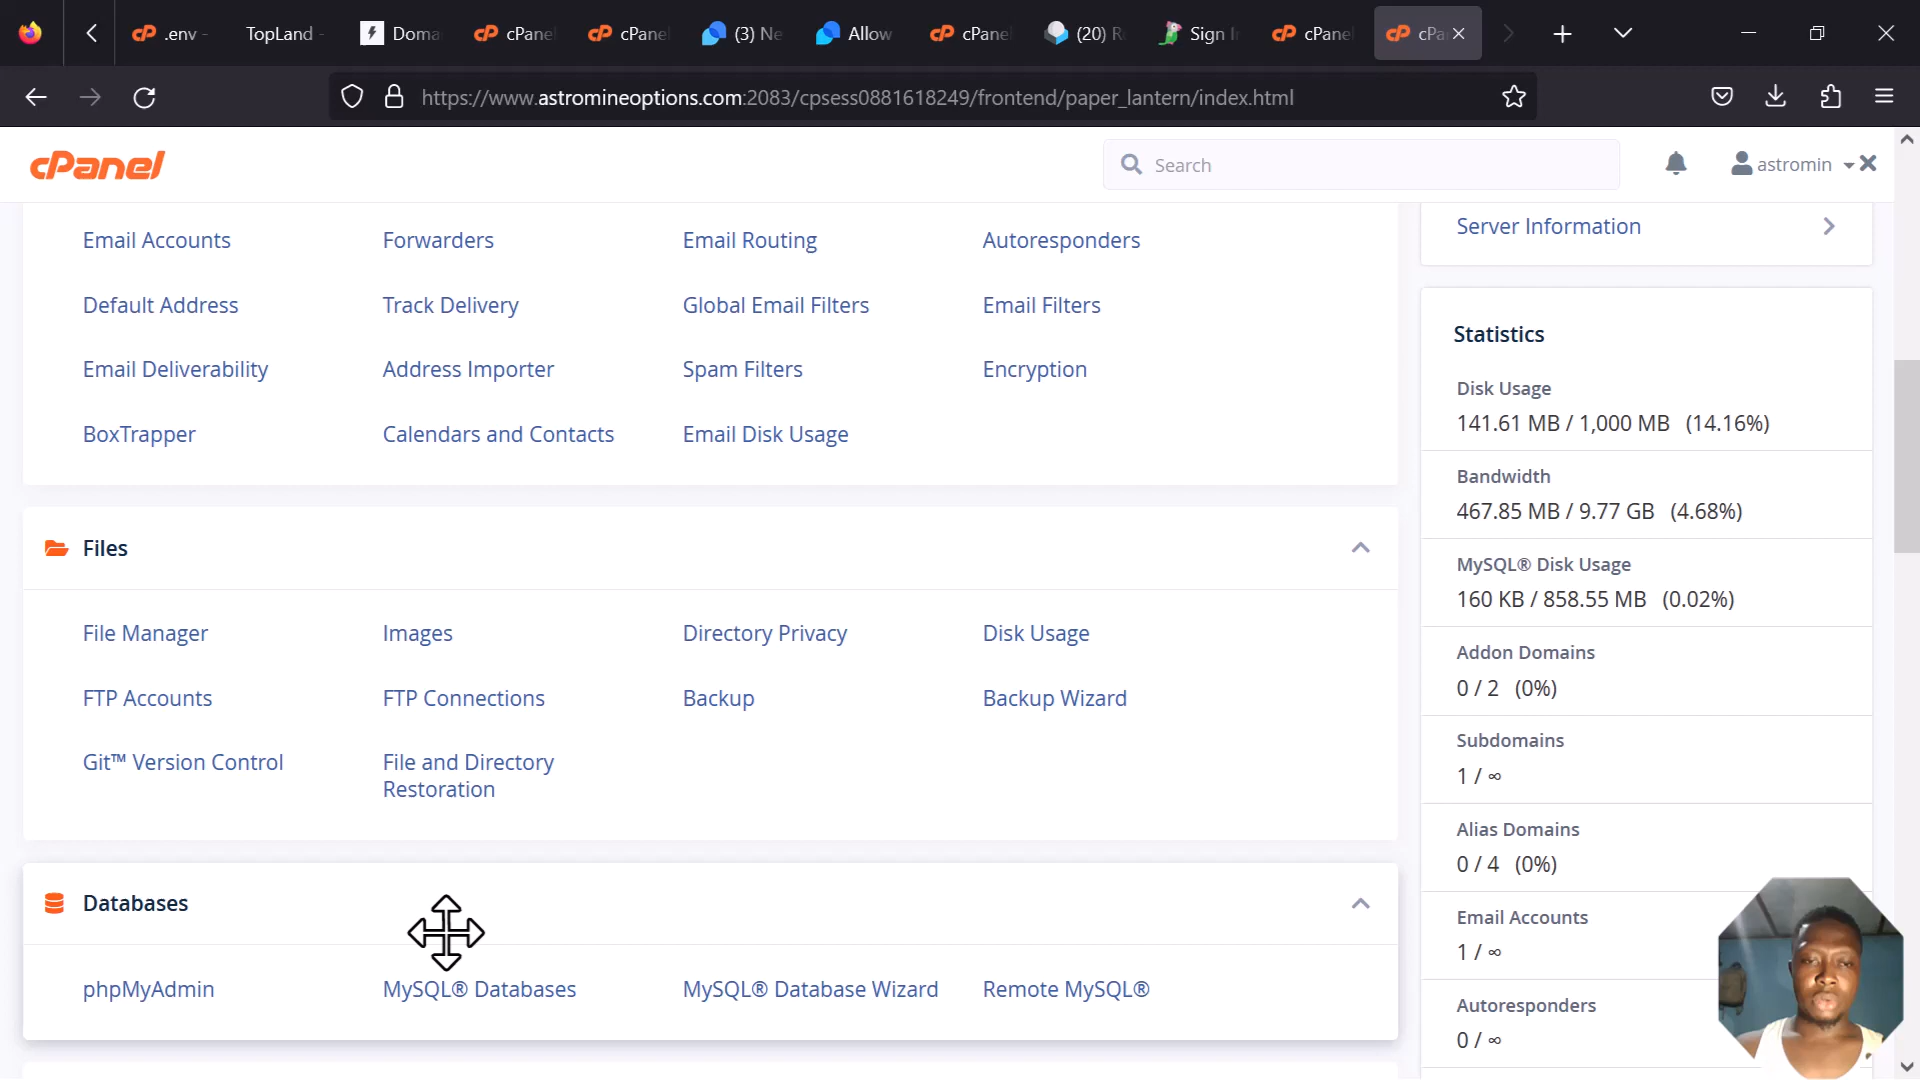 .env -
TopLand -
Doma
cPane
cPane
(3) Ne
Allow
cPane
(20) R
Sign I
cPane
cPa
https://www.astromineoptions.com:2083/cpsess0881618249/frontend/paper_lantern/index.html
cPanel
Search
astromin
Email Accounts
Forwarders
Email Routing
Autoresponders
Default Address
Track Delivery
Global Email Filters
Email Filters
Email Deliverability
Address Importer
Spam Filters
Encryption
BoxTrapper
Calendars and Contacts
Email Disk Usage
Files
File Manager
Images
Directory Privacy
Disk Usage
FTP Accounts
FTP Connections
Backup
Backup Wizard
Git™ Version Control
File and Directory
Restoration
Databases
phpMyAdmin
MySQL® Databases
MySQL® Database Wizard
Remote MySQL®
Server Information
Statistics
Disk Usage
141.61 MB / 1,000 MB (14.16%)
Bandwidth
467.85 MB / 9.77 GB (4.68%)
MySQL® Disk Usage
160 KB / 858.55 MB (0.02%)
Addon Domains
0 / 2 (0%)
Subdomains
1 / ∞
Alias Domains
0 / 4 (0%)
Email Accounts
1 / ∞
Autoresponders
0 / ∞